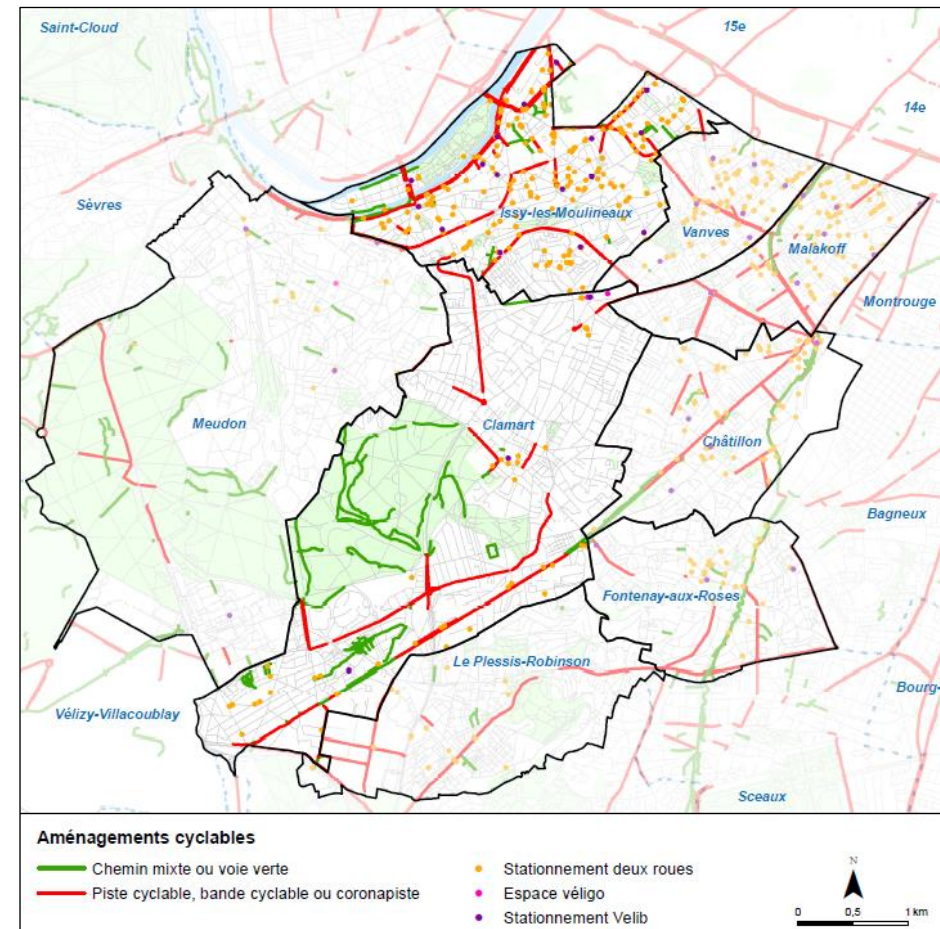 Saint-Cloud
15e
14e
Sèvres
Issy-les-Moulineaux
Vanves
Malakoff
Montrouge
Meudon
Clamart
Châtillon
Bagneux
Fontenay-aux-Roses
Le Plessis-Robinson
Bourg-
Vélizy-Villacoublay
Sceaux
Aménagements cyclables
Chemin mixte ou voie verte
Piste cyclable, bande cyclable ou coronapiste
Stationnement deux roues
Espace véligo
Stationnement Velib
N
0 0,5 1 km